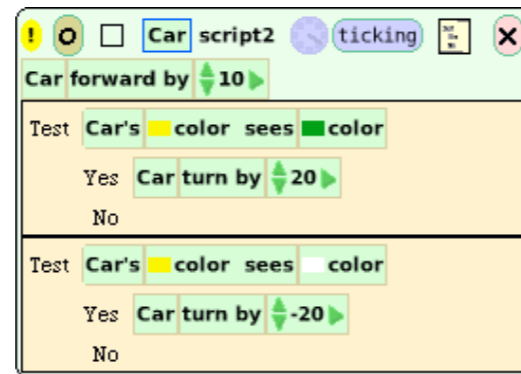 ! O Car script2 ticking
Car forward by 10
Test Car's color sees color
Yes Car turn by 20
No
Test Car's color sees color
Yes Car turn by -20
No